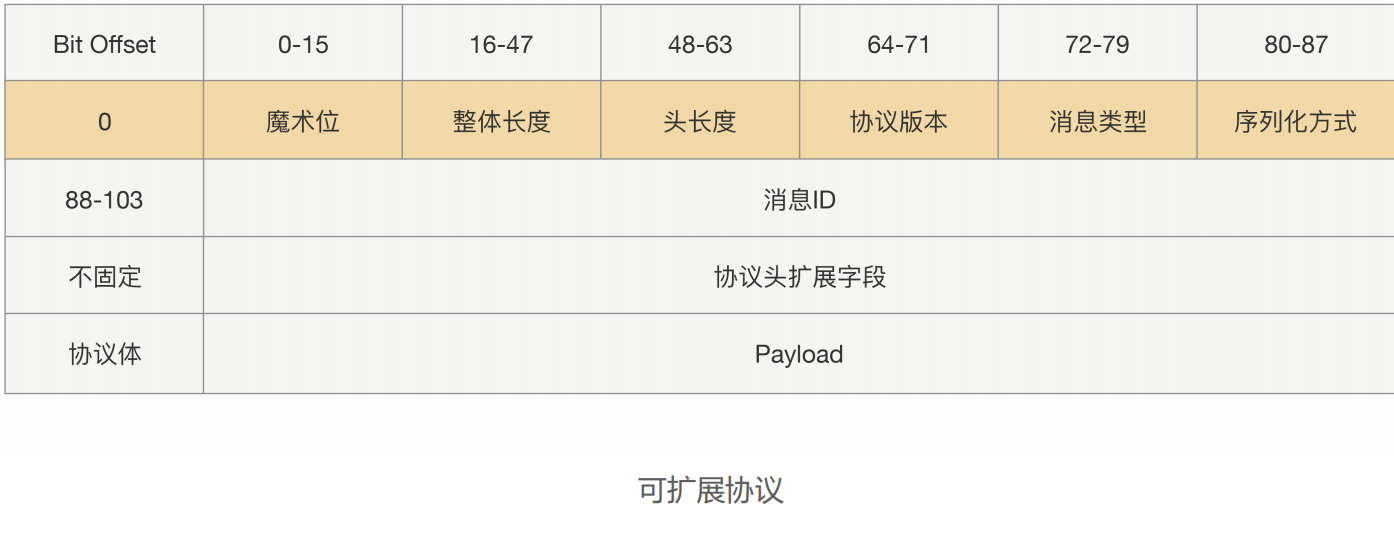 Bit Offset 0-15 16-47 48-63 64-71 72-79 80-87
0 魔术位 整体长度 头长度 协议版本 消息类型 序列化方式
88-103 消息ID
不固定 协议头扩展字段
协议体 Payload
可扩展协议